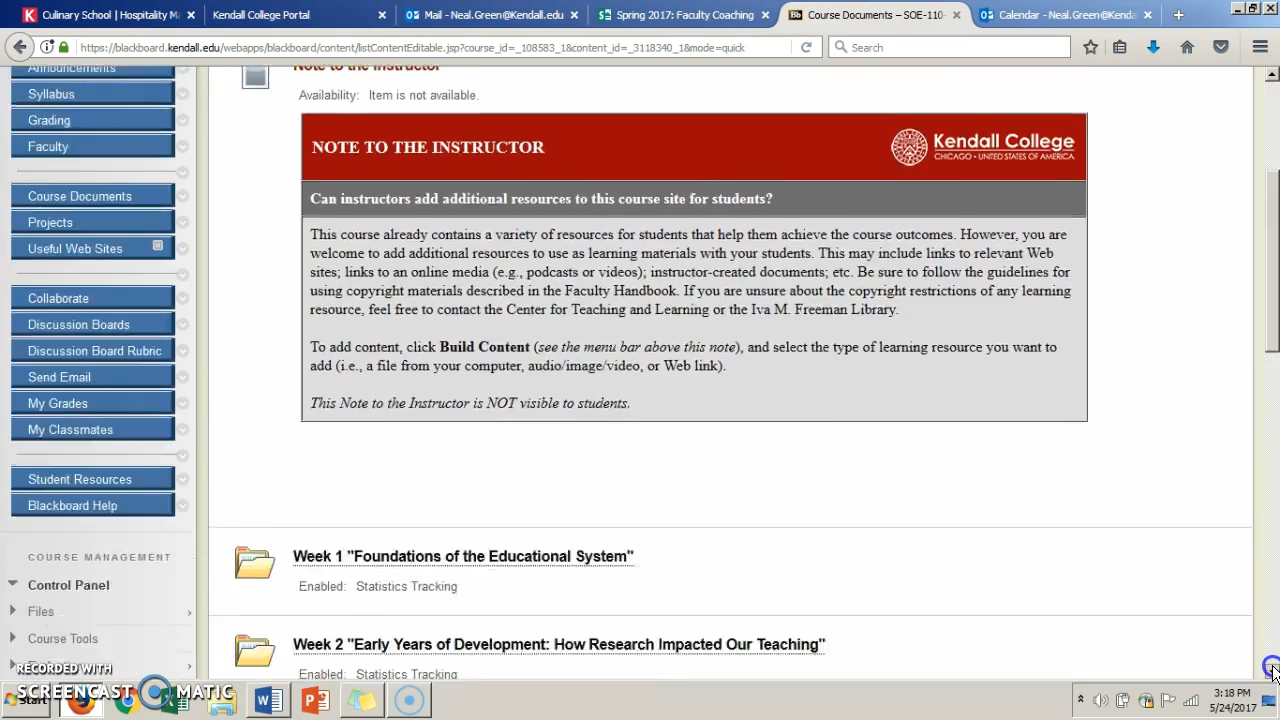 Culinary School | Hospitality Ma
Kendall College Portal
Mail - Neal.Green@Kendall.edu
Spring 2017: Faculty Coaching
Course Documents – SOE-110-
Calendar - Neal.Green@Kenda
https://blackboard.kendall.edu/webapps/blackboard/content/listContentEditable.jsp?course_id=_108583_1&content_id=_3118340_1&mode=quick
Search
Announcements
Syllabus
Grading
Faculty
Course Documents
Projects
Useful Web Sites
Collaborate
Discussion Boards
Discussion Board Rubric
Send Email
My Grades
My Classmates
Student Resources
Blackboard Help
COURSE MANAGEMENT
Control Panel
Files
Course Tools
Note to the Instructor
Availability: Item is not available.
NOTE TO THE INSTRUCTOR
Kendall College
CHICAGO • UNITED STATES OF AMERICA
Can instructors add additional resources to this course site for students?
This course already contains a variety of resources for students that help them achieve the course outcomes. However, you are
welcome to add additional resources to use as learning materials with your students. This may include links to relevant Web
sites; links to an online media (e.g., podcasts or videos); instructor-created documents; etc. Be sure to follow the guidelines for
using copyright materials described in the Faculty Handbook. If you are unsure about the copyright restrictions of any learning
resource, feel free to contact the Center for Teaching and Learning or the Iva M. Freeman Library.
To add content, click Build Content (see the menu bar above this note), and select the type of learning resource you want to
add (i.e., a file from your computer, audio/image/video, or Web link).
This Note to the Instructor is NOT visible to students.
Week 1 "Foundations of the Educational System"
Enabled: Statistics Tracking
Week 2 "Early Years of Development: How Research Impacted Our Teaching"
Enabled: Statistics Tracking
RECORDED WITH
SCREENCAST MATIC
Start
3:18 PM
5/24/2017